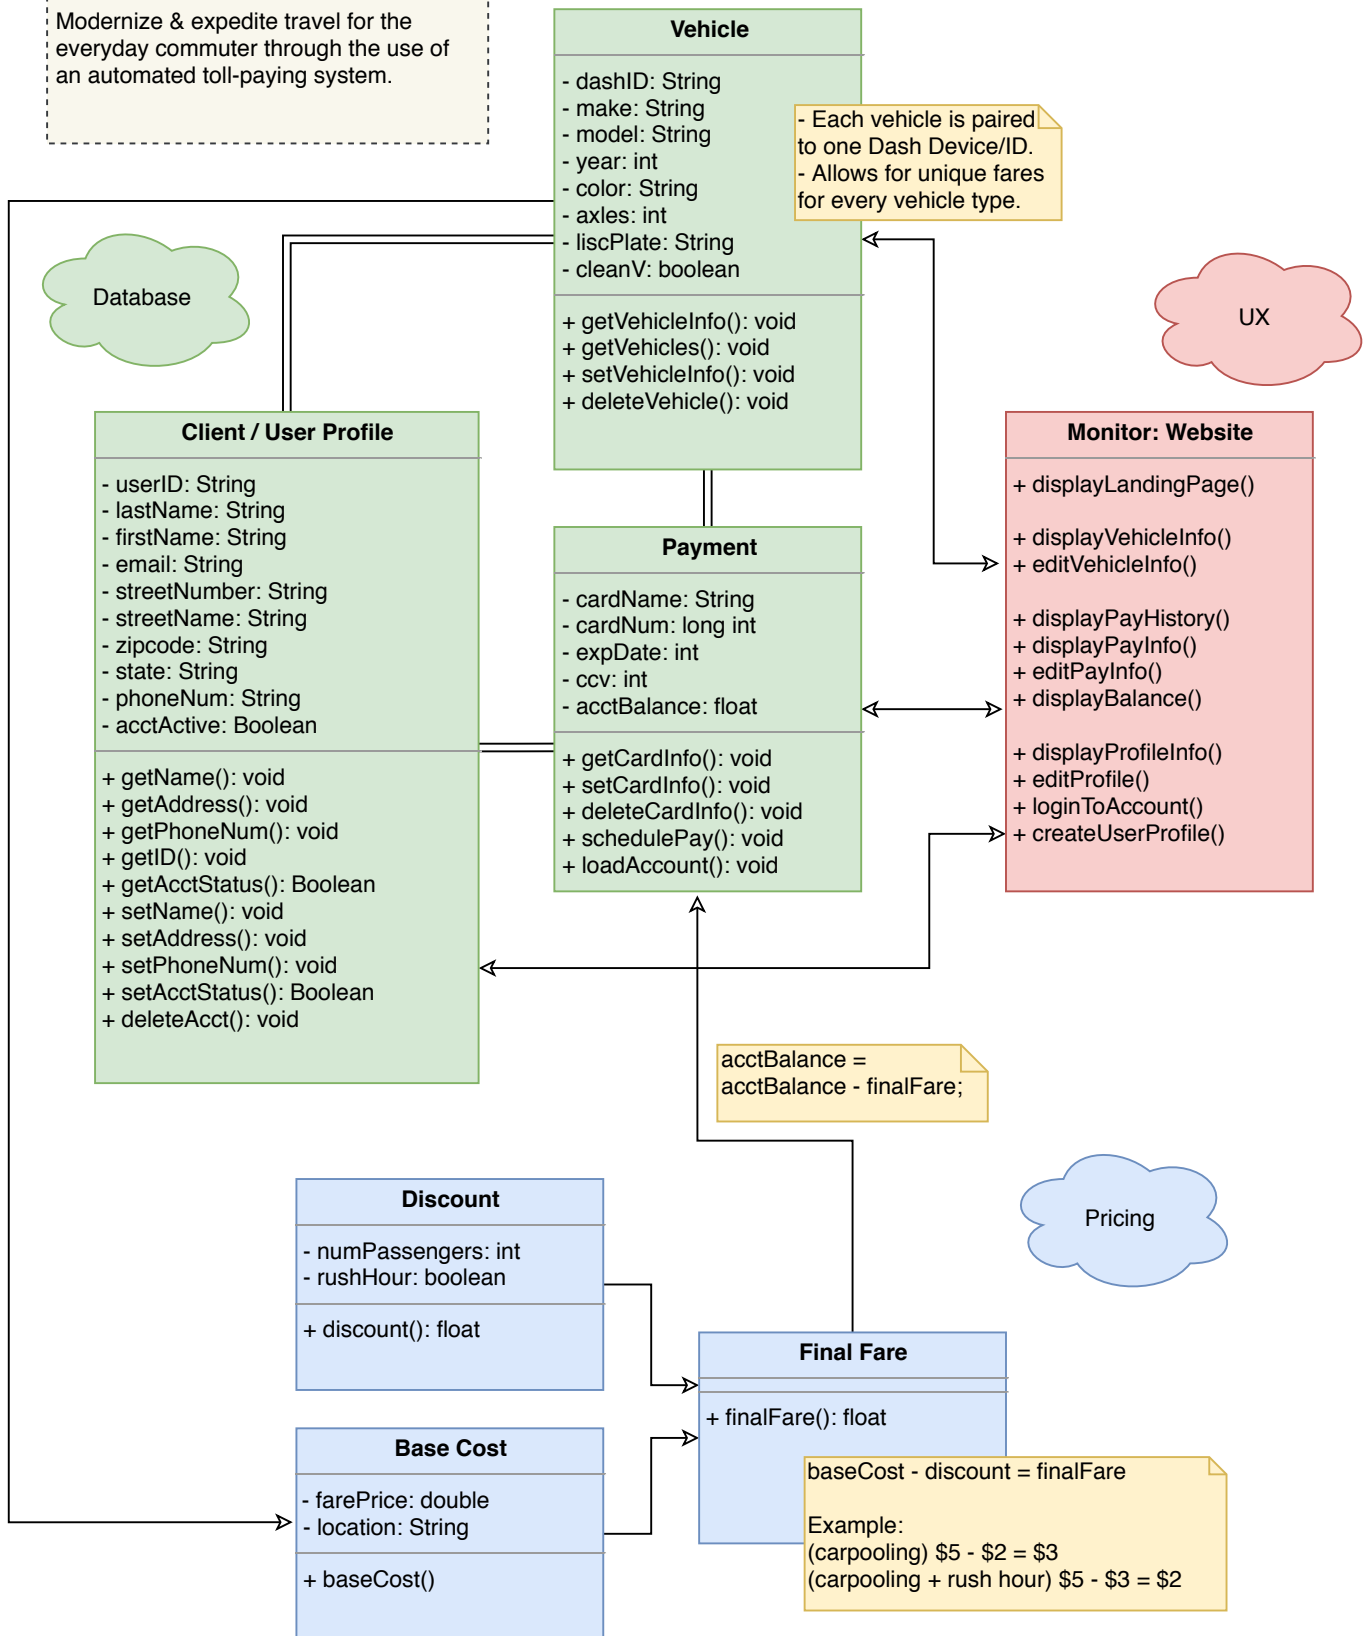 Modernize & expedite travel for the
everyday commuter through the use of
an automated toll-paying system.
Vehicle
- dashID: String
- make: String
- model: String
- year: int
- color: String
- axles: int
- liscPlate: String
- cleanV: boolean
+ getVehicleInfo(): void
+ getVehicles(): void
+ setVehicleInfo(): void
+ deleteVehicle(): void
- Each vehicle is paired
to one Dash Device/ID.
- Allows for unique fares
for every vehicle type.
Database
UX
Client / User Profile
- userID: String
- lastName: String
- firstName: String
- email: String
- streetNumber: String
- streetName: String
- zipcode: String
- state: String
- phoneNum: String
- acctActive: Boolean
+ getName(): void
+ getAddress(): void
+ getPhoneNum(): void
+ getID(): void
+ getAcctStatus(): Boolean
+ setName(): void
+ setAddress(): void
+ setPhoneNum(): void
+ setAcctStatus(): Boolean
+ deleteAcct(): void
Payment
- cardName: String
- cardNum: long int
- expDate: int
- ccv: int
- acctBalance: float
+ getCardInfo(): void
+ setCardInfo(): void
+ deleteCardInfo(): void
+ schedulePay(): void
+ loadAccount(): void
Monitor: Website
+ displayLandingPage()
+ displayVehicleInfo()
+ editVehicleInfo()
+ displayPayHistory()
+ displayPayInfo()
+ editPayInfo()
+ displayBalance()
+ displayProfileInfo()
+ editProfile()
+ loginToAccount()
+ createUserProfile()
acctBalance =
acctBalance - finalFare;
Pricing
Discount
- numPassengers: int
- rushHour: boolean
+ discount(): float
Final Fare
+ finalFare(): float
Base Cost
- farePrice: double
- location: String
+ baseCost()
baseCost - discount = finalFare
Example:
(carpooling) $5 - $2 = $3
(carpooling + rush hour) $5 - $3 = $2